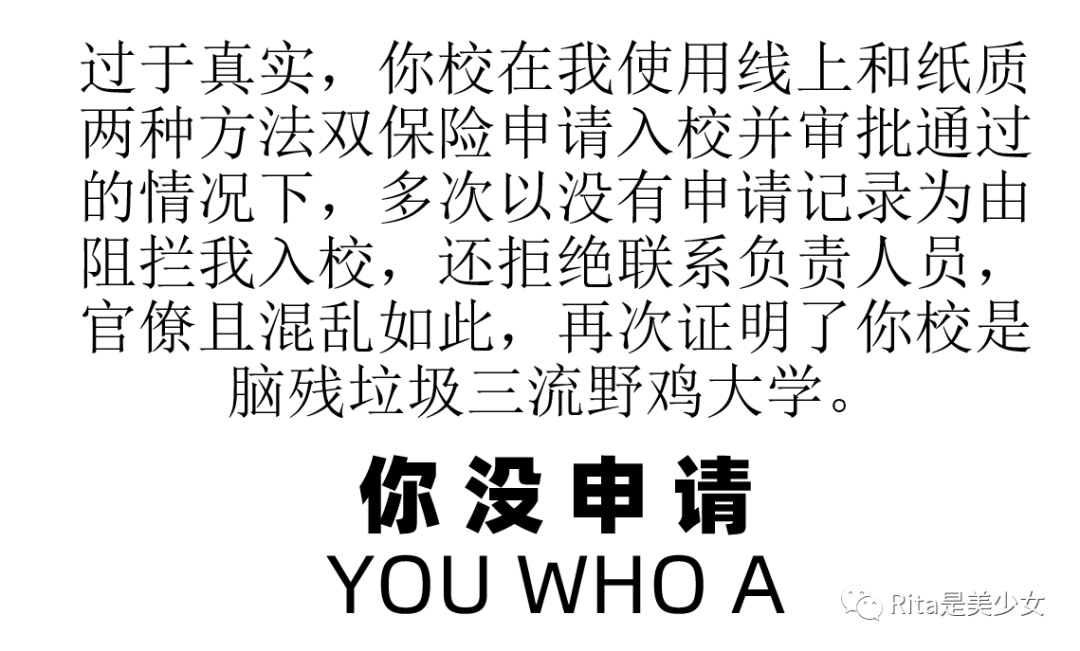 过于真实，你校在我使用线上和纸质
两种方法双保险申请入校并审批通过
的情况下，多次以没有申请记录为由
阻拦我入校，还拒绝联系负责人员，
官僚且混乱如此，再次证明了你校是
脑残垃圾三流野鸡大学。
你没申请
YOU WHO A
Rita是美少女